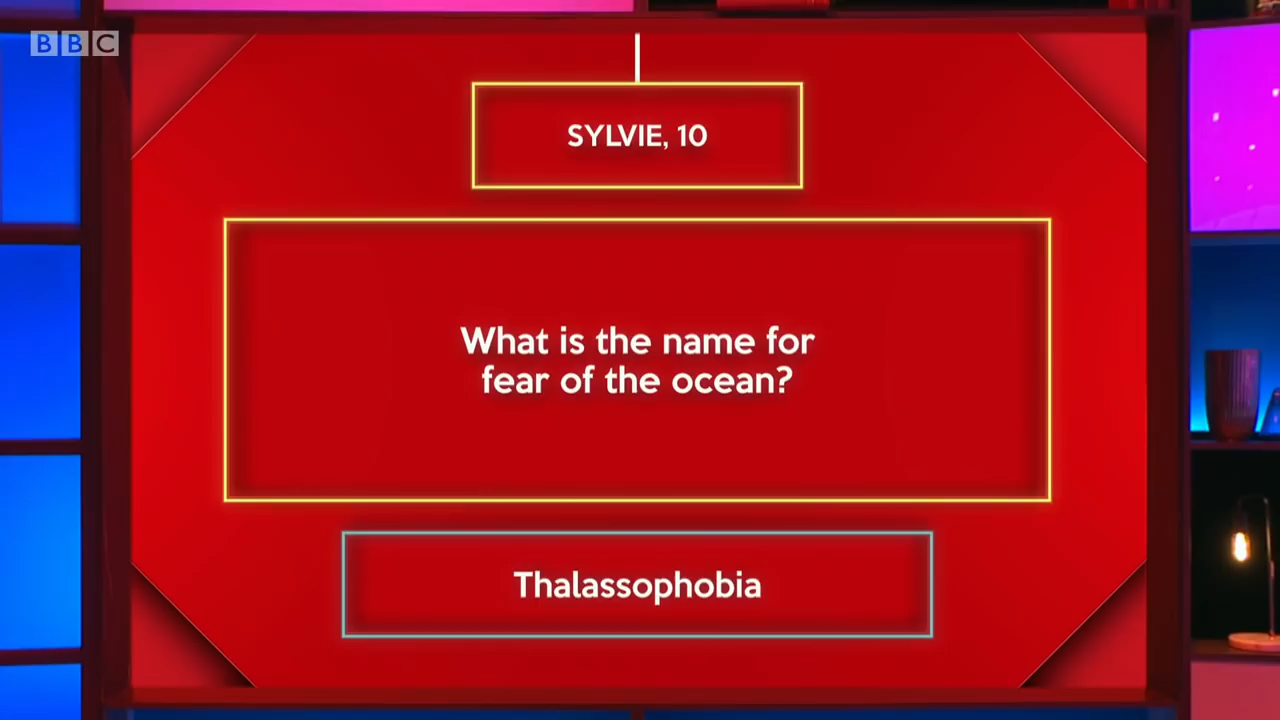 BBC
SYLVIE, 10
What is the name for
fear of the ocean?
Thalassophobia